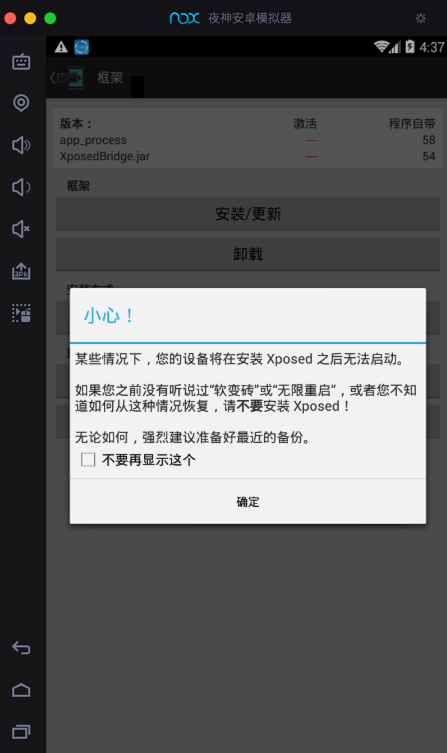 nox 夜神安卓模拟器
4:37
框架
版本： 激活 程序自带
app_process — 58
XposedBridge.jar — 54
框架
安装/更新
卸载
小心！
某些情况下，您的设备将在安装 Xposed 之后无法启动。
如果您之前没有听说过“软变砖”或“无限重启”，或者您不知
道如何从这种情况恢复，请不要安装 Xposed！
无论如何，强烈建议准备好最近的备份。
不要再显示这个
确定